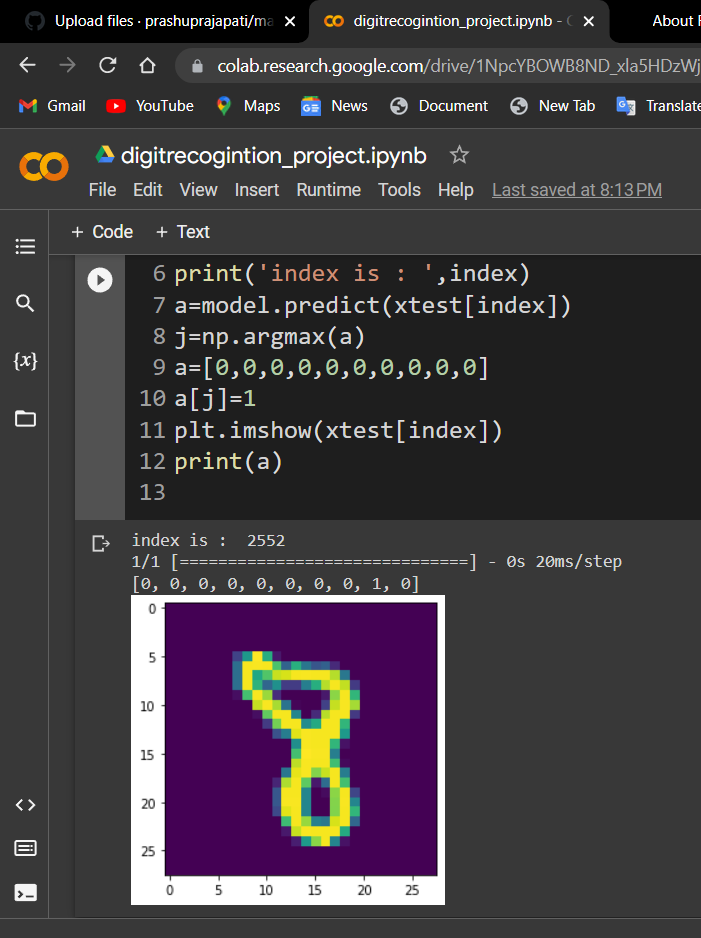 Upload files · prashuprajapati/ma
digitrecogintion_project.ipynb - C
About F
colab.research.google.com/drive/1NpcYBOWB8ND_xla5HDzWj
Gmail YouTube Maps News Document New Tab Translate
digitrecogintion_project.ipynb
File Edit View Insert Runtime Tools Help Last saved at 8:13 PM
+ Code + Text
{x}
6 print('index is : ',index)
7 a=model.predict(xtest[index])
8 j=np.argmax(a)
9 a=[0,0,0,0,0,0,0,0,0,0]
10 a[j]=1
11 plt.imshow(xtest[index])
12 print(a)
13
index is :  2552
1/1 [==============================] - 0s 20ms/step
[0, 0, 0, 0, 0, 0, 0, 0, 1, 0]
0
5
10
15
20
25
0 5 10 15 20 25